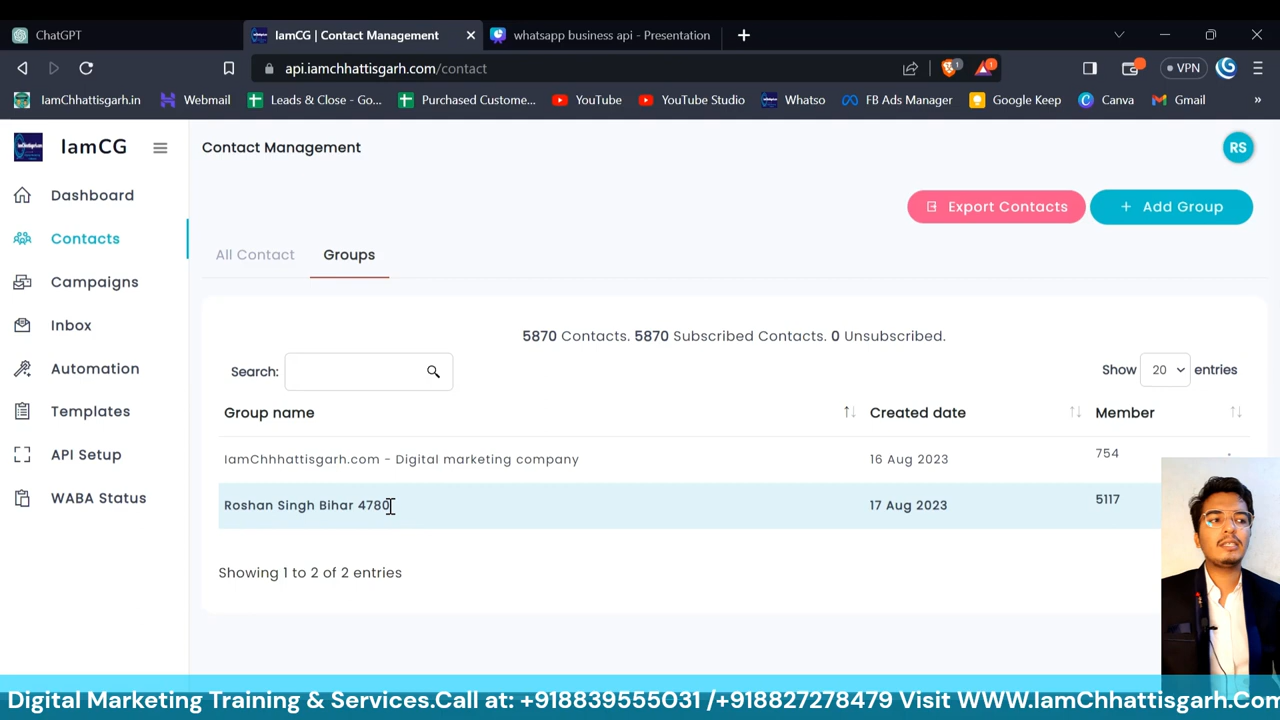 ChatGPT
IamCG | Contact Management
whatsapp business api - Presentation
api.iamchhattisgarh.com/contact
1
1
VPN
IamChhattisgarh.in
Webmail
Leads & Close - Go...
Purchased Custome...
YouTube
YouTube Studio
Whatso
FB Ads Manager
Google Keep
Canva
Gmail
»
IamCG
Contact Management
RS
Dashboard
Contacts
Campaigns
Inbox
Automation
Templates
API Setup
WABA Status
Export Contacts
+ Add Group
All Contact
Groups
5870 Contacts. 5870 Subscribed Contacts. 0 Unsubscribed.
Search:
Show 20 entries
Group name
Created date
Member
IamChhhattisgarh.com - Digital marketing company
16 Aug 2023
754
Roshan Singh Bihar 4780
17 Aug 2023
5117
Showing 1 to 2 of 2 entries
Digital Marketing Training & Services.Call at: +918839555031 /+918827278479 Visit WWW.IamChhattisgarh.Com